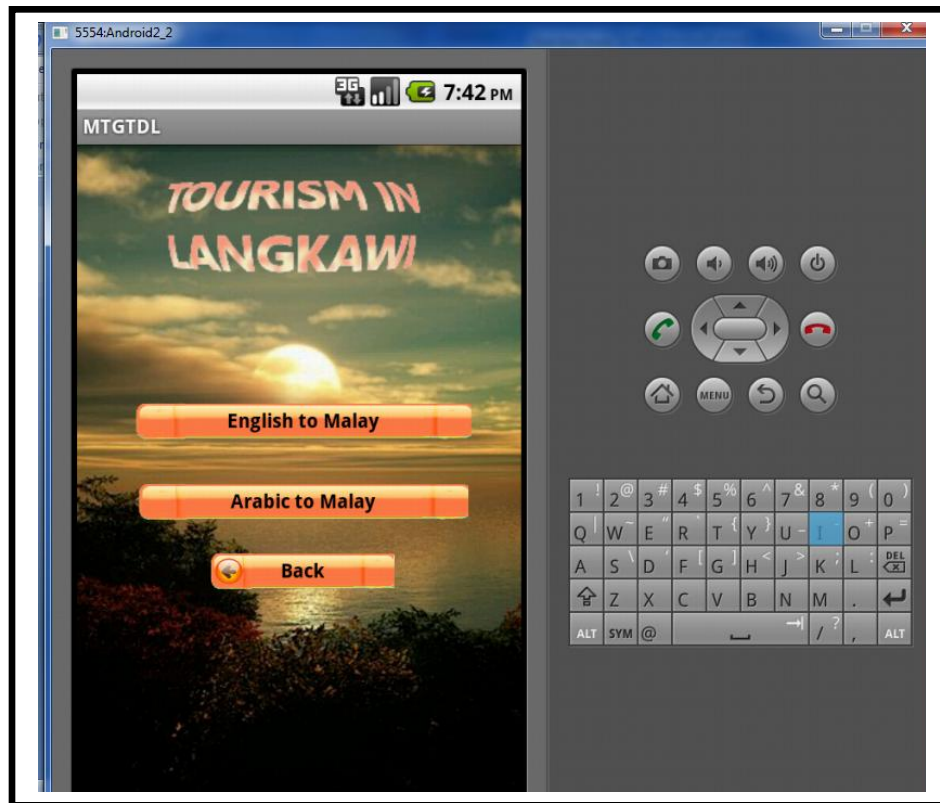 5554:Android2_2
3G 7:42 PM
MTGTDL
TOURISM IN
LANGKAWI
English to Malay
Arabic to Malay
Back
MENU
1 ! 2 @ 3 # 4 $ 5 % 6 ^ 7 & 8 * 9 ( 0 )
Q | W ~ E " R ` T { Y } U _ I - O + P =
A S \ D ' F [ G ] H < J > K ; L : DEL
Z X C V B N M .
ALT SYM @ / ? , ALT